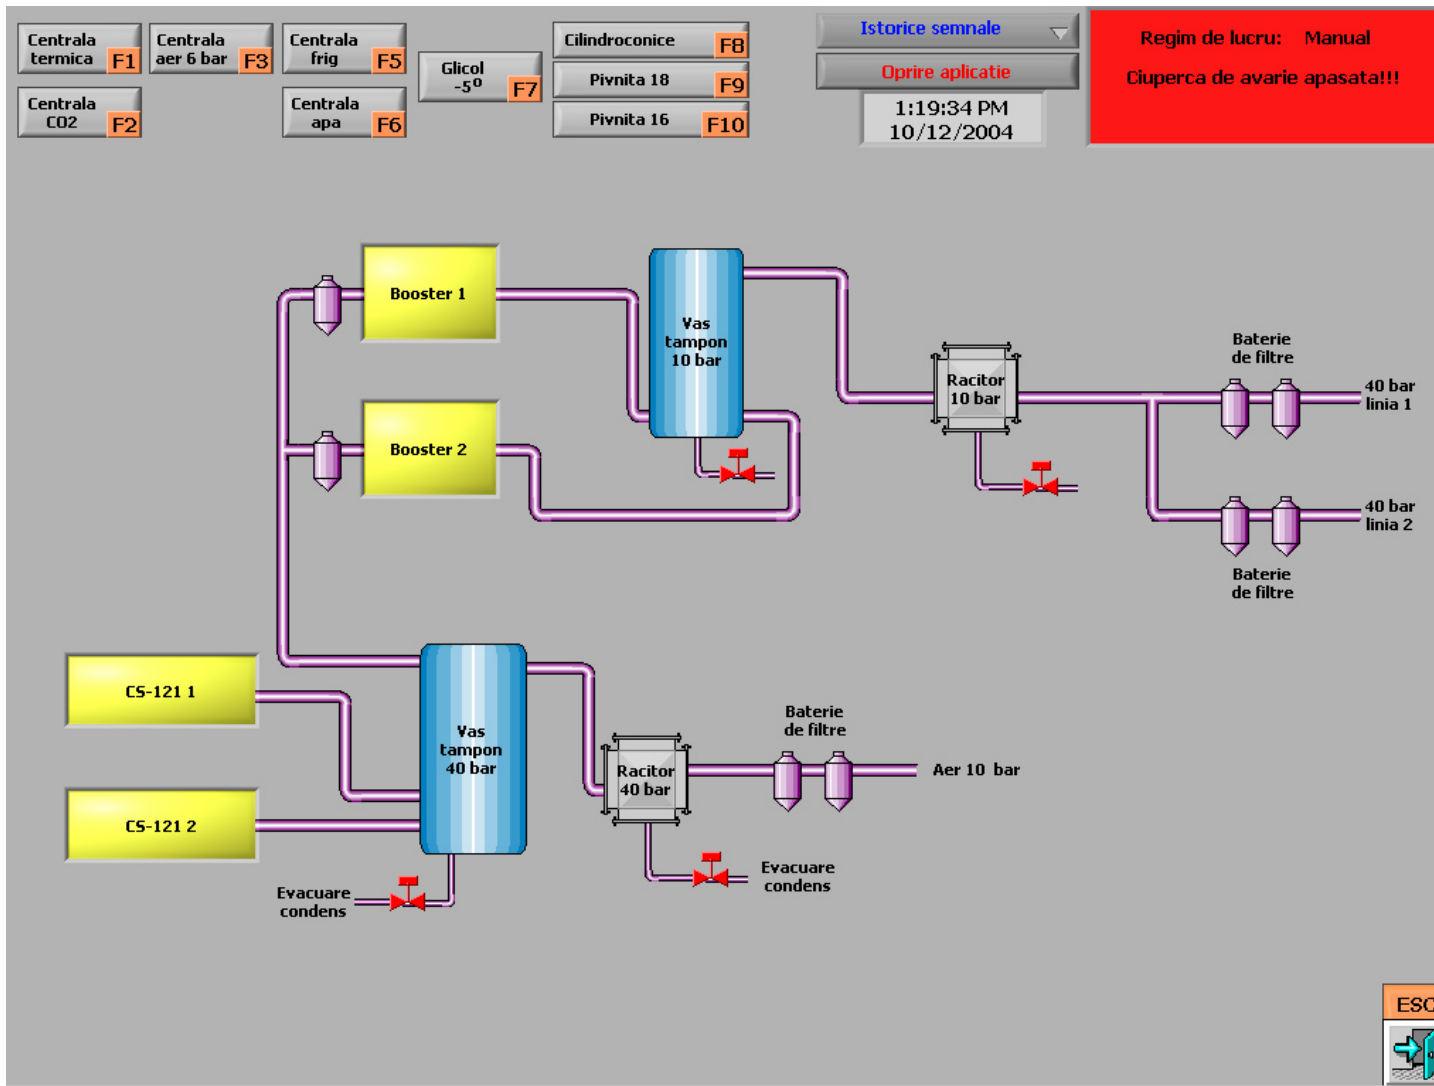 Centrala
termica F1
Centrala
aer 6 bar F3
Centrala
frig F5
Glicol
-5º F7
Cilindroconice F8
Pivnita 18 F9
Pivnita 16 F10
Centrala
CO2 F2
Centrala
apa F6
Istorice semnale
Oprire aplicatie
1:19:34 PM
10/12/2004
Regim de lucru: Manual
Ciuperca de avarie apasata!!!
Booster 1
Vas
tampon
10 bar
Racitor
10 bar
Baterie
de filtre
40 bar
linia 1
Booster 2
40 bar
linia 2
Baterie
de filtre
CS-121 1
Vas
tampon
40 bar
Racitor
40 bar
Baterie
de filtre
Aer 10 bar
CS-121 2
Evacuare
condens
Evacuare
condens
ESC